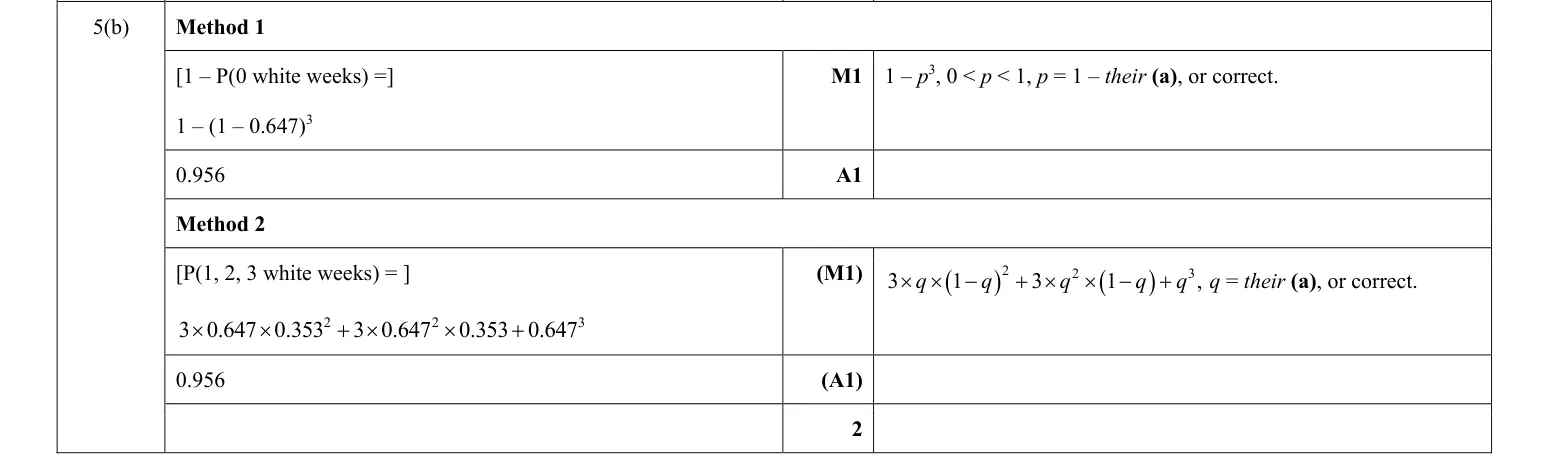 5(b) Method 1
[1 – P(0 white weeks) =] M1 1 – p³, 0 < p < 1, p = 1 – their (a), or correct.
1 – (1 – 0.647)³
0.956 A1
Method 2
[P(1, 2, 3 white weeks) = ] (M1) 3×q×(1−q)²+3×q²×(1−q)+q³, q = their (a), or correct.
3×0.647×0.353²+3×0.647²×0.353+0.647³
0.956 (A1)
2